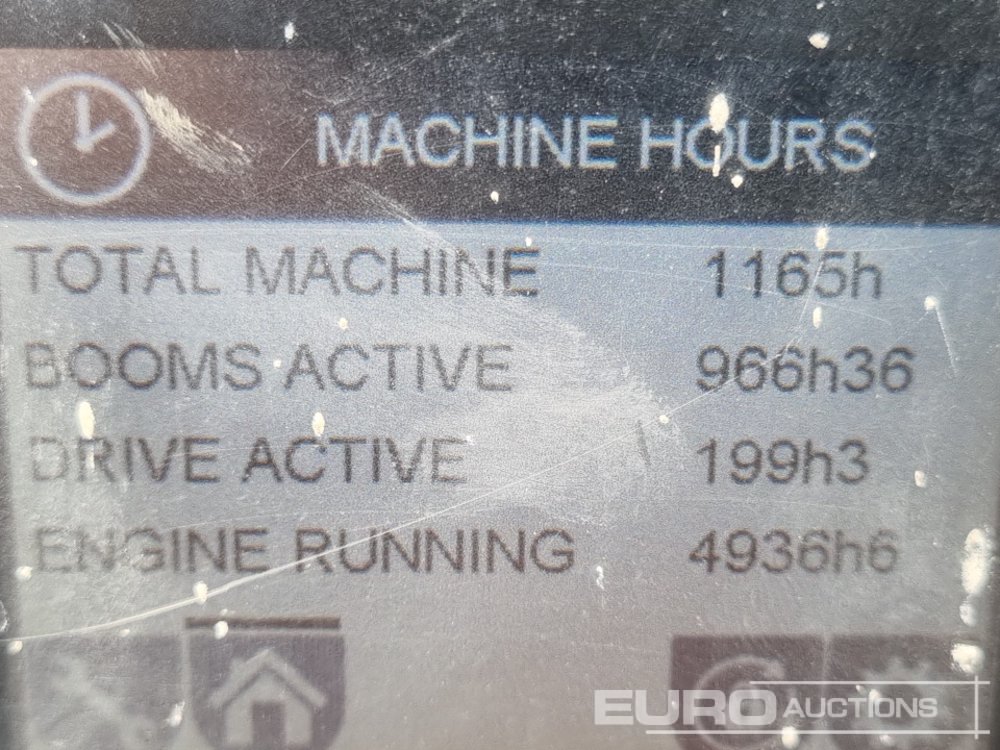 MACHINE HOURS
TOTAL MACHINE 1165h
BOOMS ACTIVE 966h36
DRIVE ACTIVE 199h3
ENGINE RUNNING 4936h6
EURO AUCTIONS